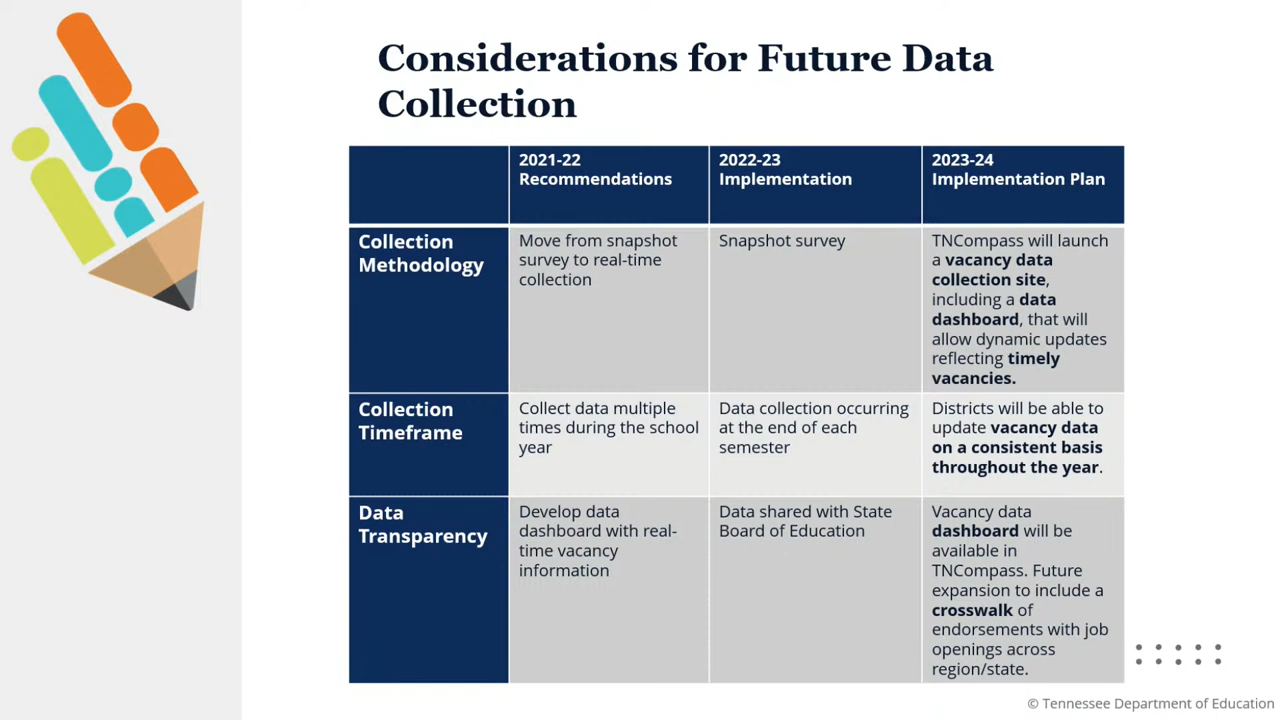 Considerations for Future Data
Collection
2021-22
Recommendations
2022-23
Implementation
2023-24
Implementation Plan
Collection
Methodology
Move from snapshot
survey to real-time
collection
Snapshot survey
TNCompass will launch
a vacancy data
collection site,
including a data
dashboard, that will
allow dynamic updates
reflecting timely
vacancies.
Collection
Timeframe
Collect data multiple
times during the school
year
Data collection occurring
at the end of each
semester
Districts will be able to
update vacancy data
on a consistent basis
throughout the year.
Data
Transparency
Develop data
dashboard with real-
time vacancy
information
Data shared with State
Board of Education
Vacancy data
dashboard will be
available in
TNCompass. Future
expansion to include a
crosswalk of
endorsements with job
openings across
region/state.
© Tennessee Department of Education